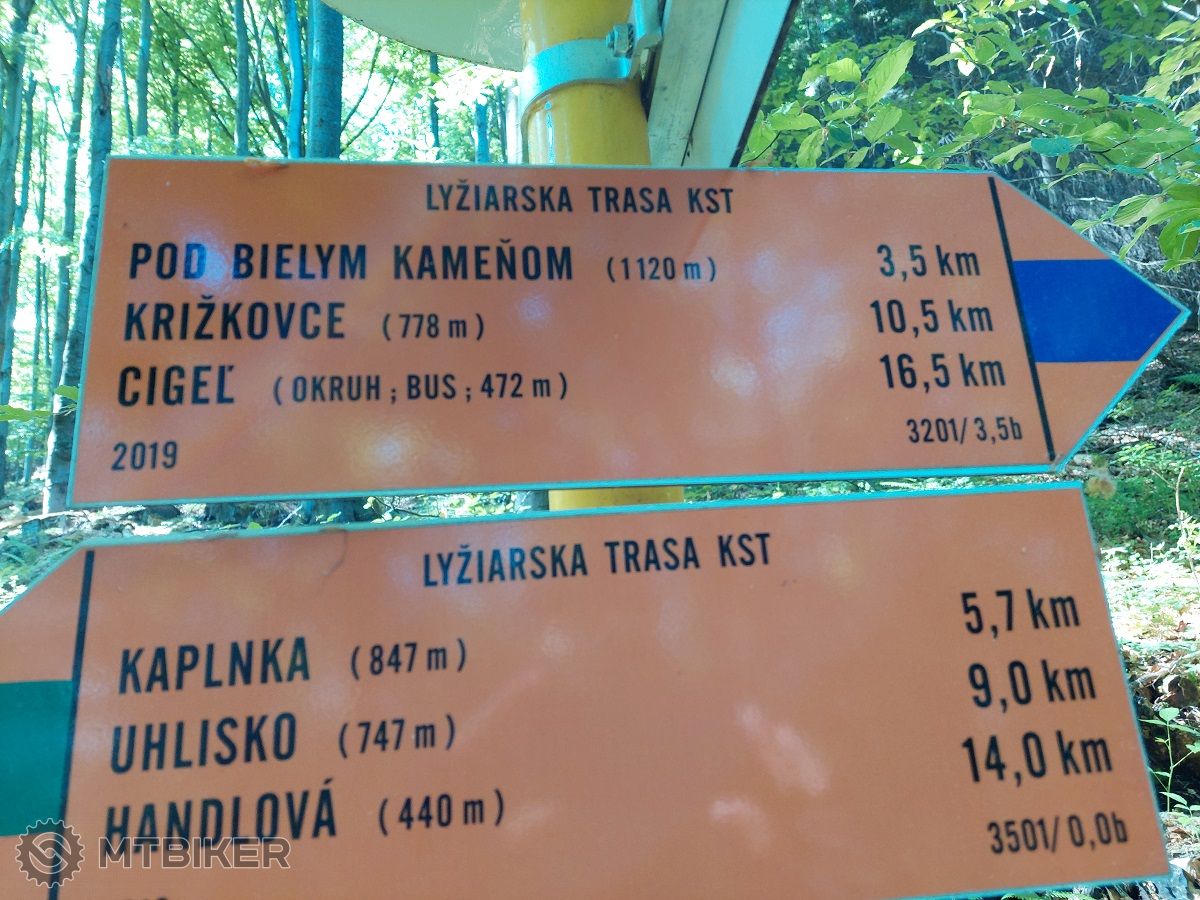 LYŽIARSKA TRASA KST
POD BIELYM KAMEŇOM (1120 m) 3,5 km
KRIŽKOVCE (778 m) 10,5 km
CIGEĽ (OKRUH ; BUS ; 472 m) 16,5 km
2019 3201/3,5b
LYŽIARSKA TRASA KST
KAPLNKA (847 m) 5,7 km
UHLISKO (747 m) 9,0 km
HANDLOVÁ (440 m) 14,0 km
3501/0,0b
MTBIKER